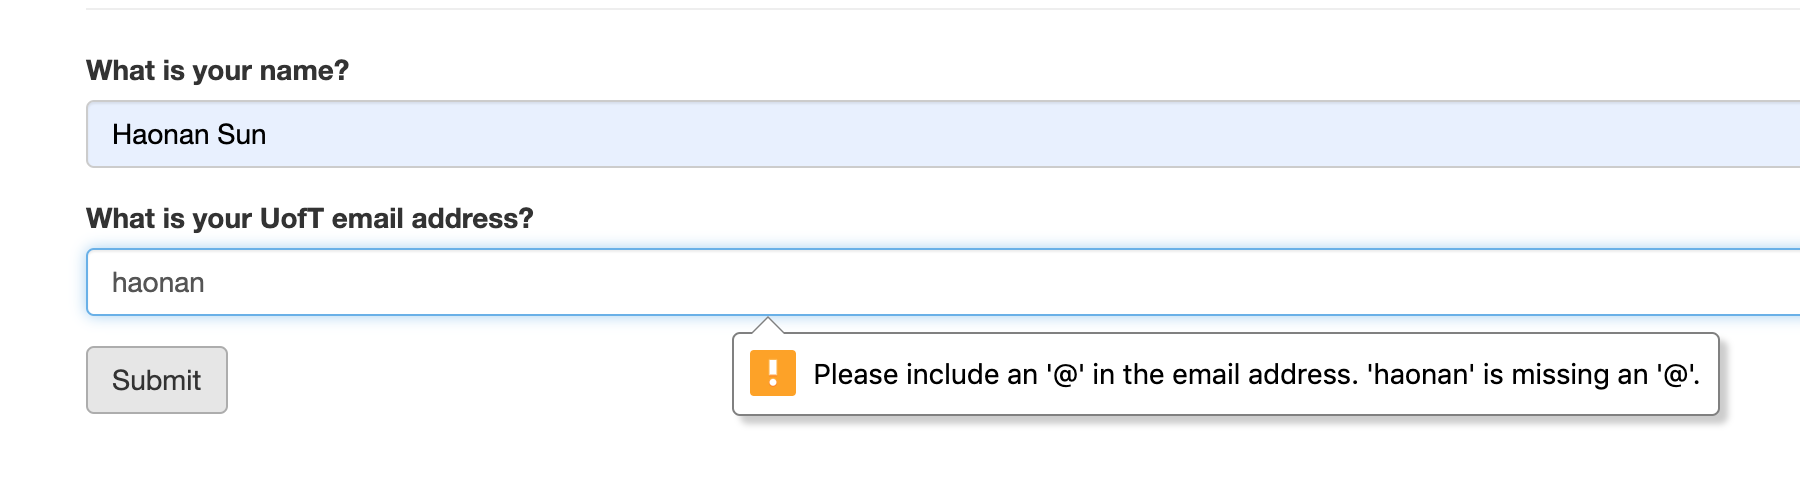 What is your name?
Haonan Sun
What is your UofT email address?
haonan
Submit
Please include an '@' in the email address. 'haonan' is missing an '@'.